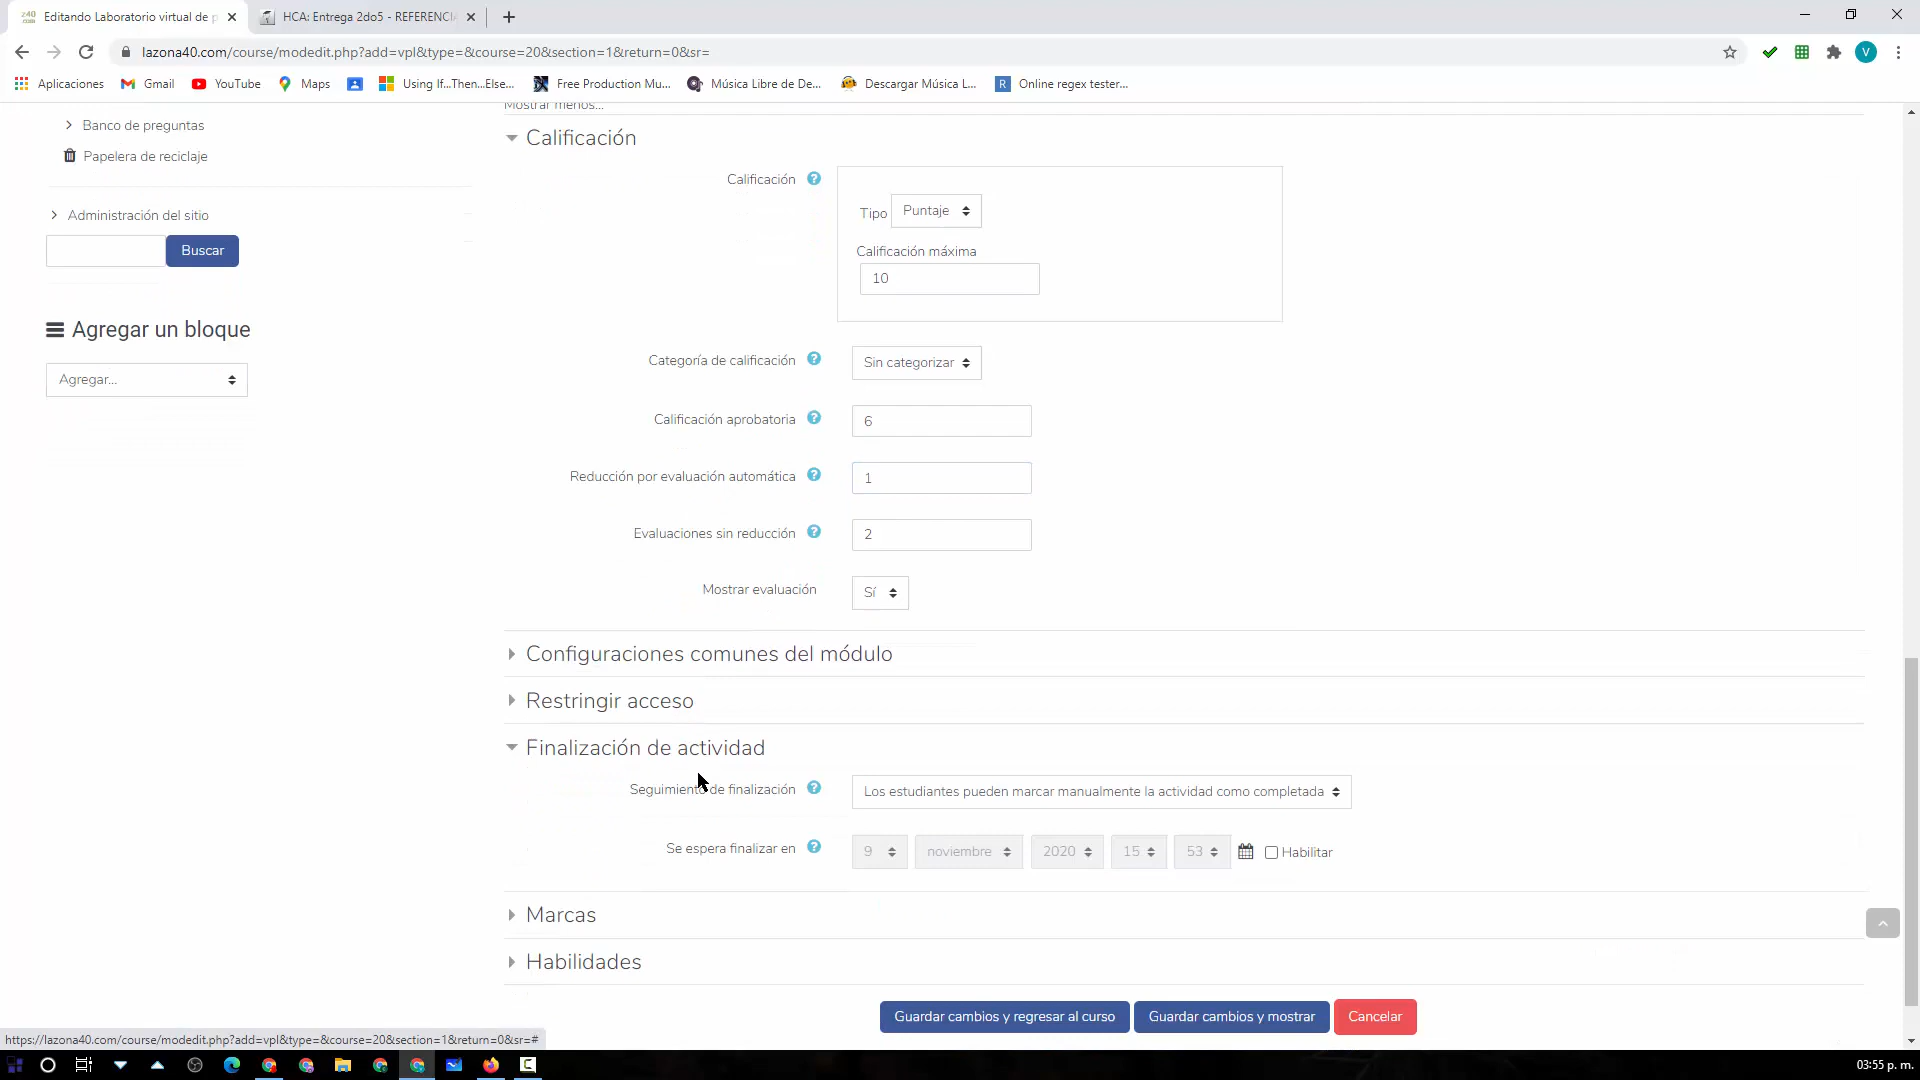 Editando Laboratorio virtual de p
HCA: Entrega 2do5 - REFERENCIA
lazona40.com/course/modedit.php?add=vpl&type=&course=20&section=1&return=0&sr=
V
Aplicaciones
Gmail
YouTube
Maps
Using If...Then...Else...
Free Production Mu...
Música Libre de De...
Descargar Música L...
Online regex tester...
Mostrar menos...
Banco de preguntas
Papelera de reciclaje
Administración del sitio
Buscar
Agregar un bloque
Agregar...
Calificación
Calificación
Tipo Puntaje
Calificación máxima
10
Categoría de calificación Sin categorizar
Calificación aprobatoria 6
Reducción por evaluación automática 1
Evaluaciones sin reducción 2
Mostrar evaluación Sí
Configuraciones comunes del módulo
Restringir acceso
Finalización de actividad
Seguimiento de finalización Los estudiantes pueden marcar manualmente la actividad como completada
Se espera finalizar en 9 noviembre 2020 15 53 Habilitar
Marcas
Habilidades
Guardar cambios y regresar al curso Guardar cambios y mostrar Cancelar
https://lazona40.com/course/modedit.php?add=vpl&type=&course=20&section=1&return=0&sr=#
03:55 p. m.